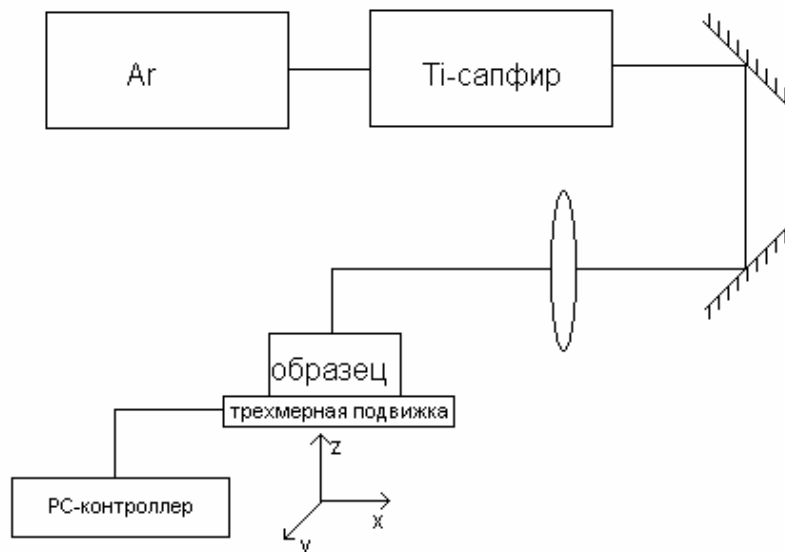 Ar
Ti-сапфир
образец
трехмерная подвижка
z
PC-контроллер
x
y